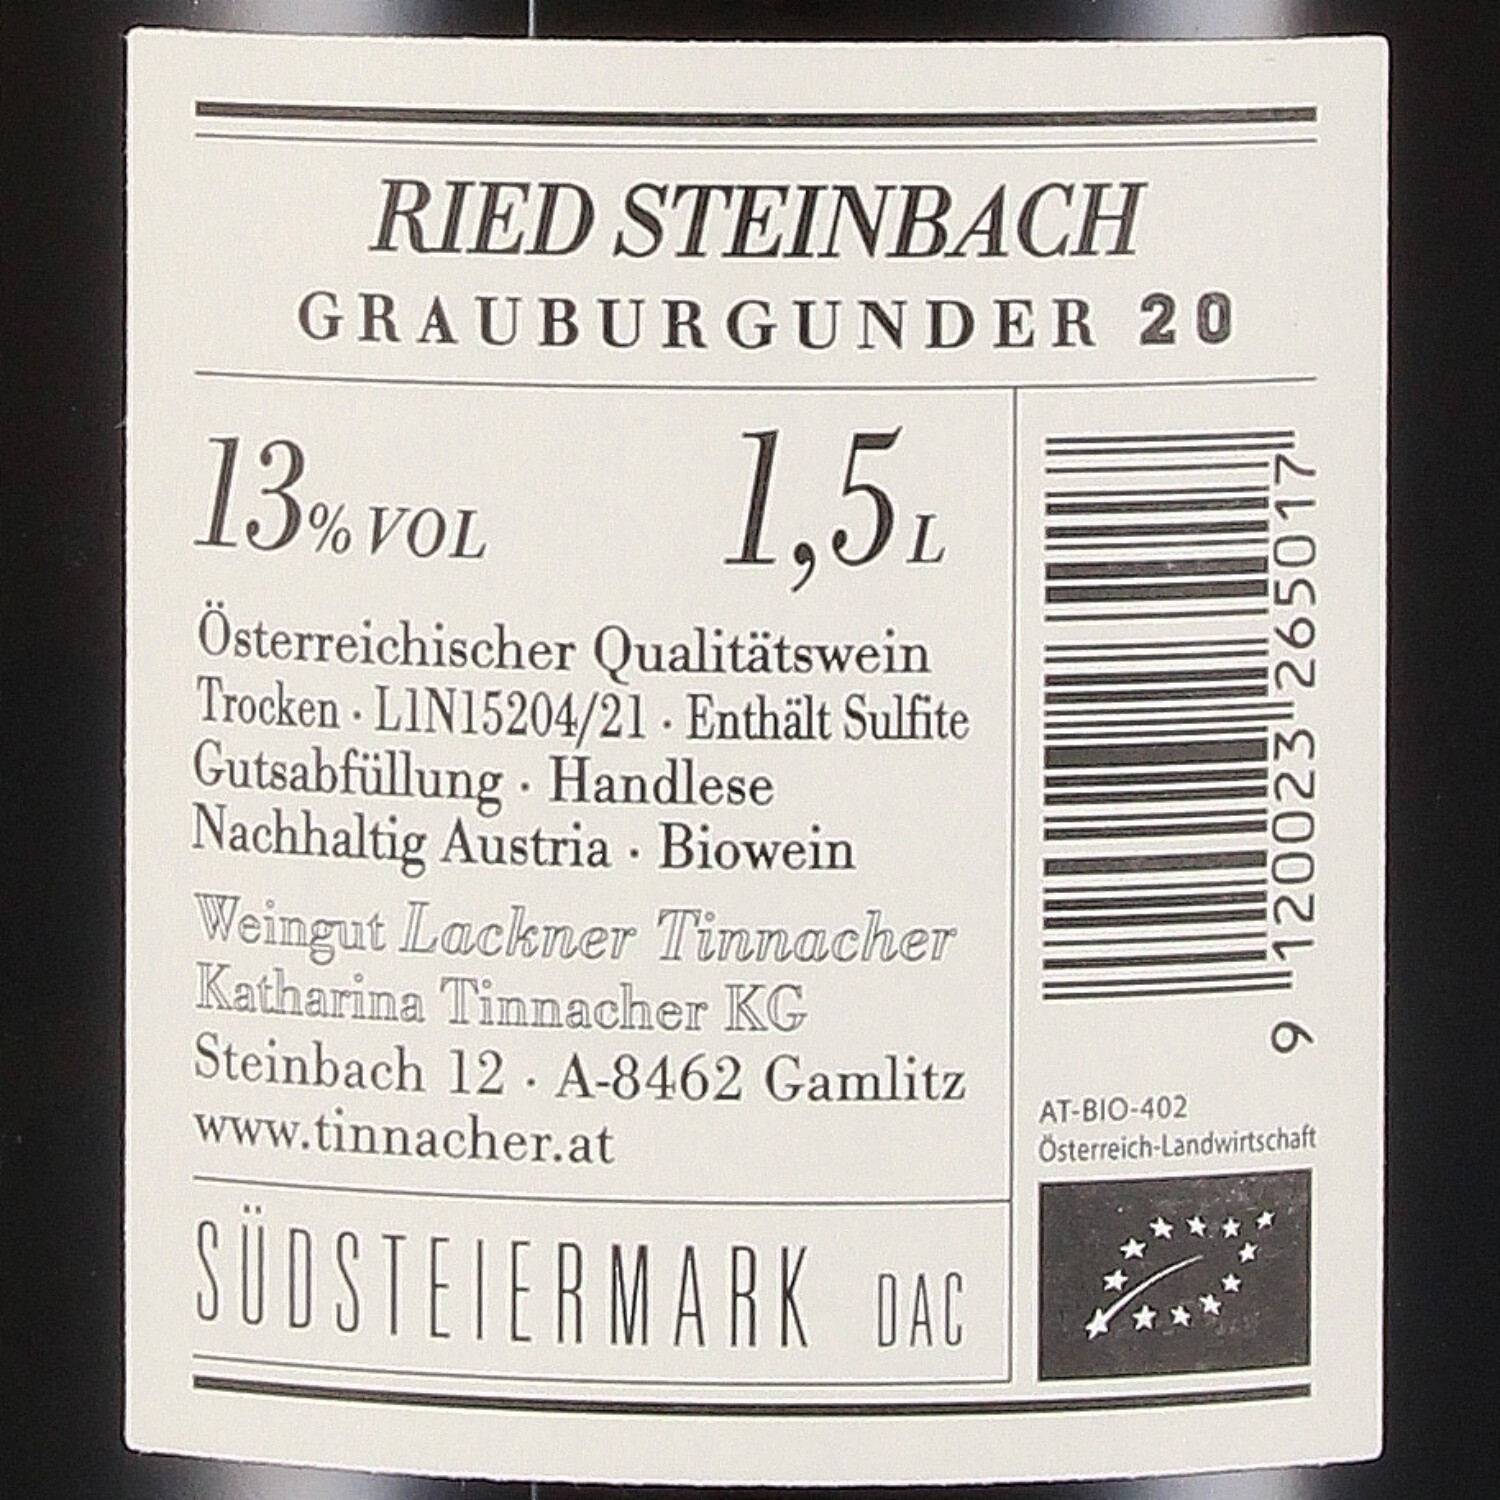 RIED STEINBACH
GRAUBURGUNDER 20
13% VOL 1,5 L
Österreichischer Qualitätswein
Trocken · L1N15204/21 · Enthält Sulfite
Gutsabfüllung · Handlese
Nachhaltig Austria · Biowein
Weingut Lackner Tinnacher
Katharina Tinnacher KG
Steinbach 12 · A-8462 Gamlitz
www.tinnacher.at
SÜDSTEIERMARK DAC
9 120023 265017
AT-BIO-402
Österreich-Landwirtschaft